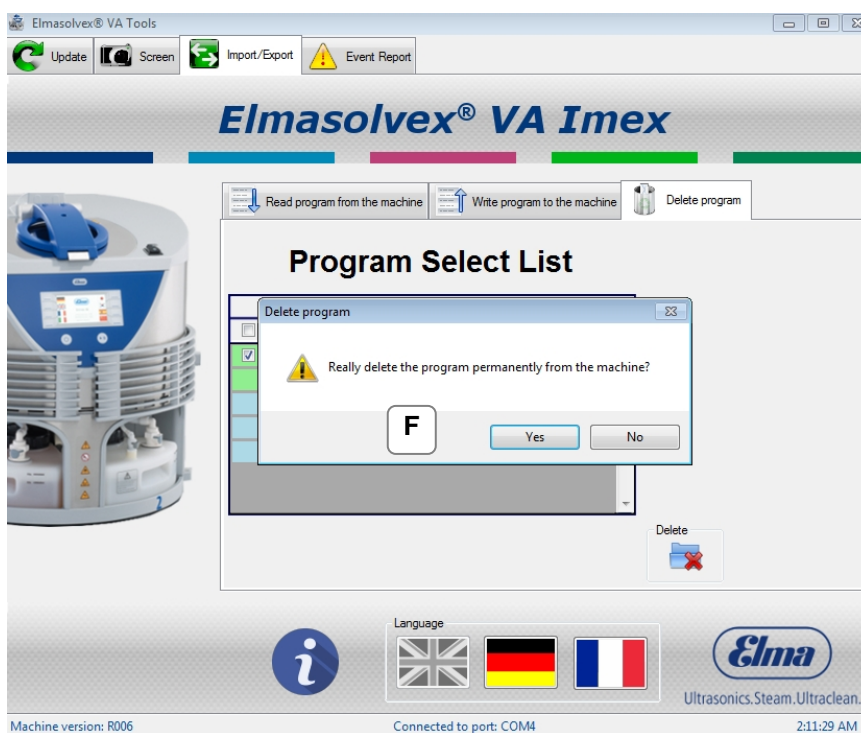 Elmasolvex® VA Tools
Update Screen Import/Export Event Report
Elmasolvex® VA Imex
Read program from the machine Write program to the machine Delete program
Program Select List
Delete program
Really delete the program permanently from the machine?
F
Yes No
2
Delete
Language
i
Elma
Ultrasonics.Steam.Ultraclean.
Machine version: R006 Connected to port: COM4 2:11:29 AM